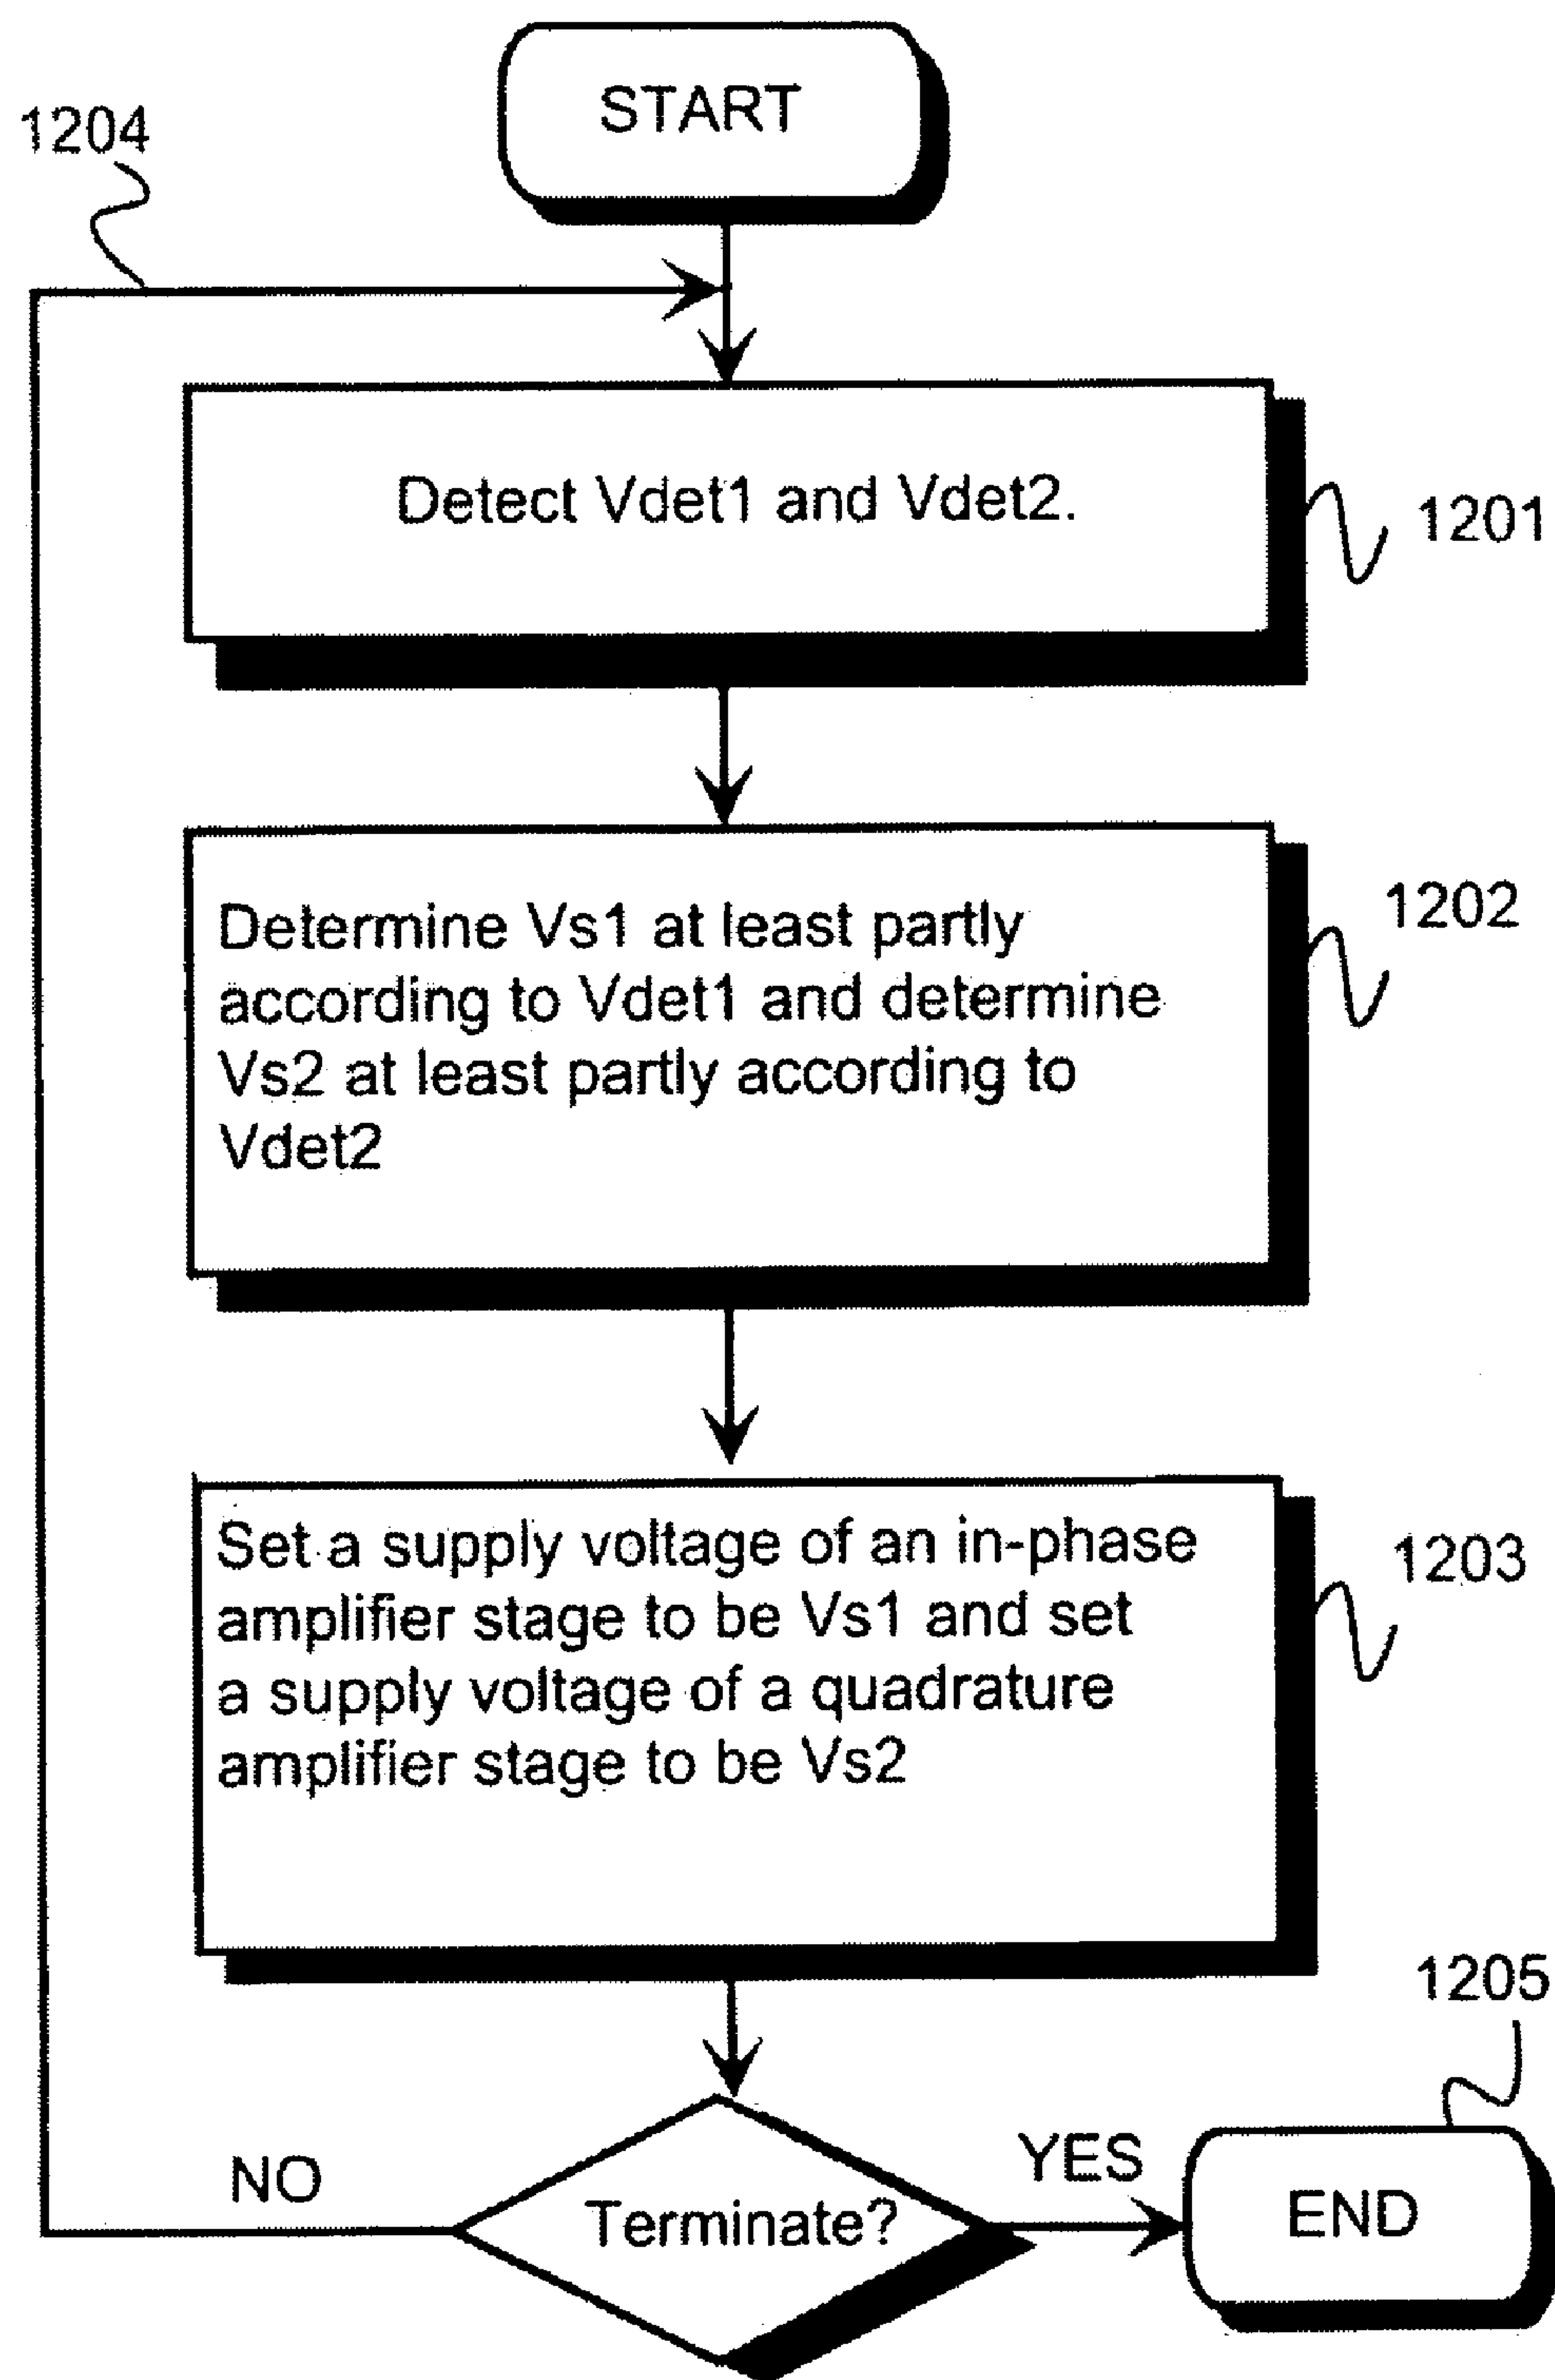 START
1204
Detect Vdet1 and Vdet2.
1201
Determine Vs1 at least partly
according to Vdet1 and determine
Vs2 at least partly according to
Vdet2
1202
Set a supply voltage of an in-phase
amplifier stage to be Vs1 and set
a supply voltage of a quadrature
amplifier stage to be Vs2
1203
Terminate?
NO
YES
END
1205